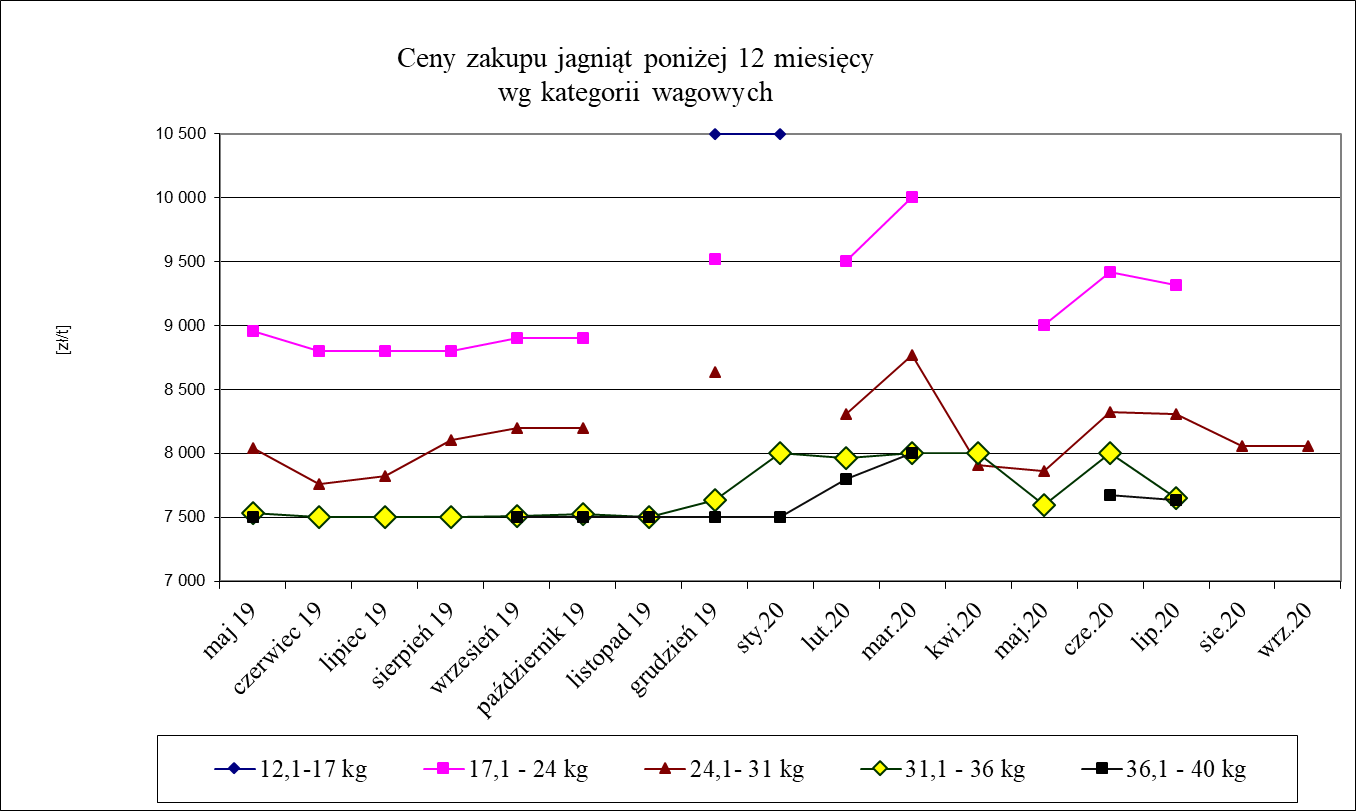 Ceny zakupu jagniąt poniżej 12 miesięcy
wg kategorii wagowych
[zł/t]
10 500
10 000
9 500
9 000
8 500
8 000
7 500
7 000
maj 19
czerwiec 19
lipiec 19
sierpień 19
wrzesień 19
październik 19
listopad 19
grudzień 19
sty.20
lut.20
mar.20
kwi.20
maj.20
cze.20
lip.20
sie.20
wrz.20
12,1-17 kg
17,1 - 24 kg
24,1- 31 kg
31,1 - 36 kg
36,1 - 40 kg